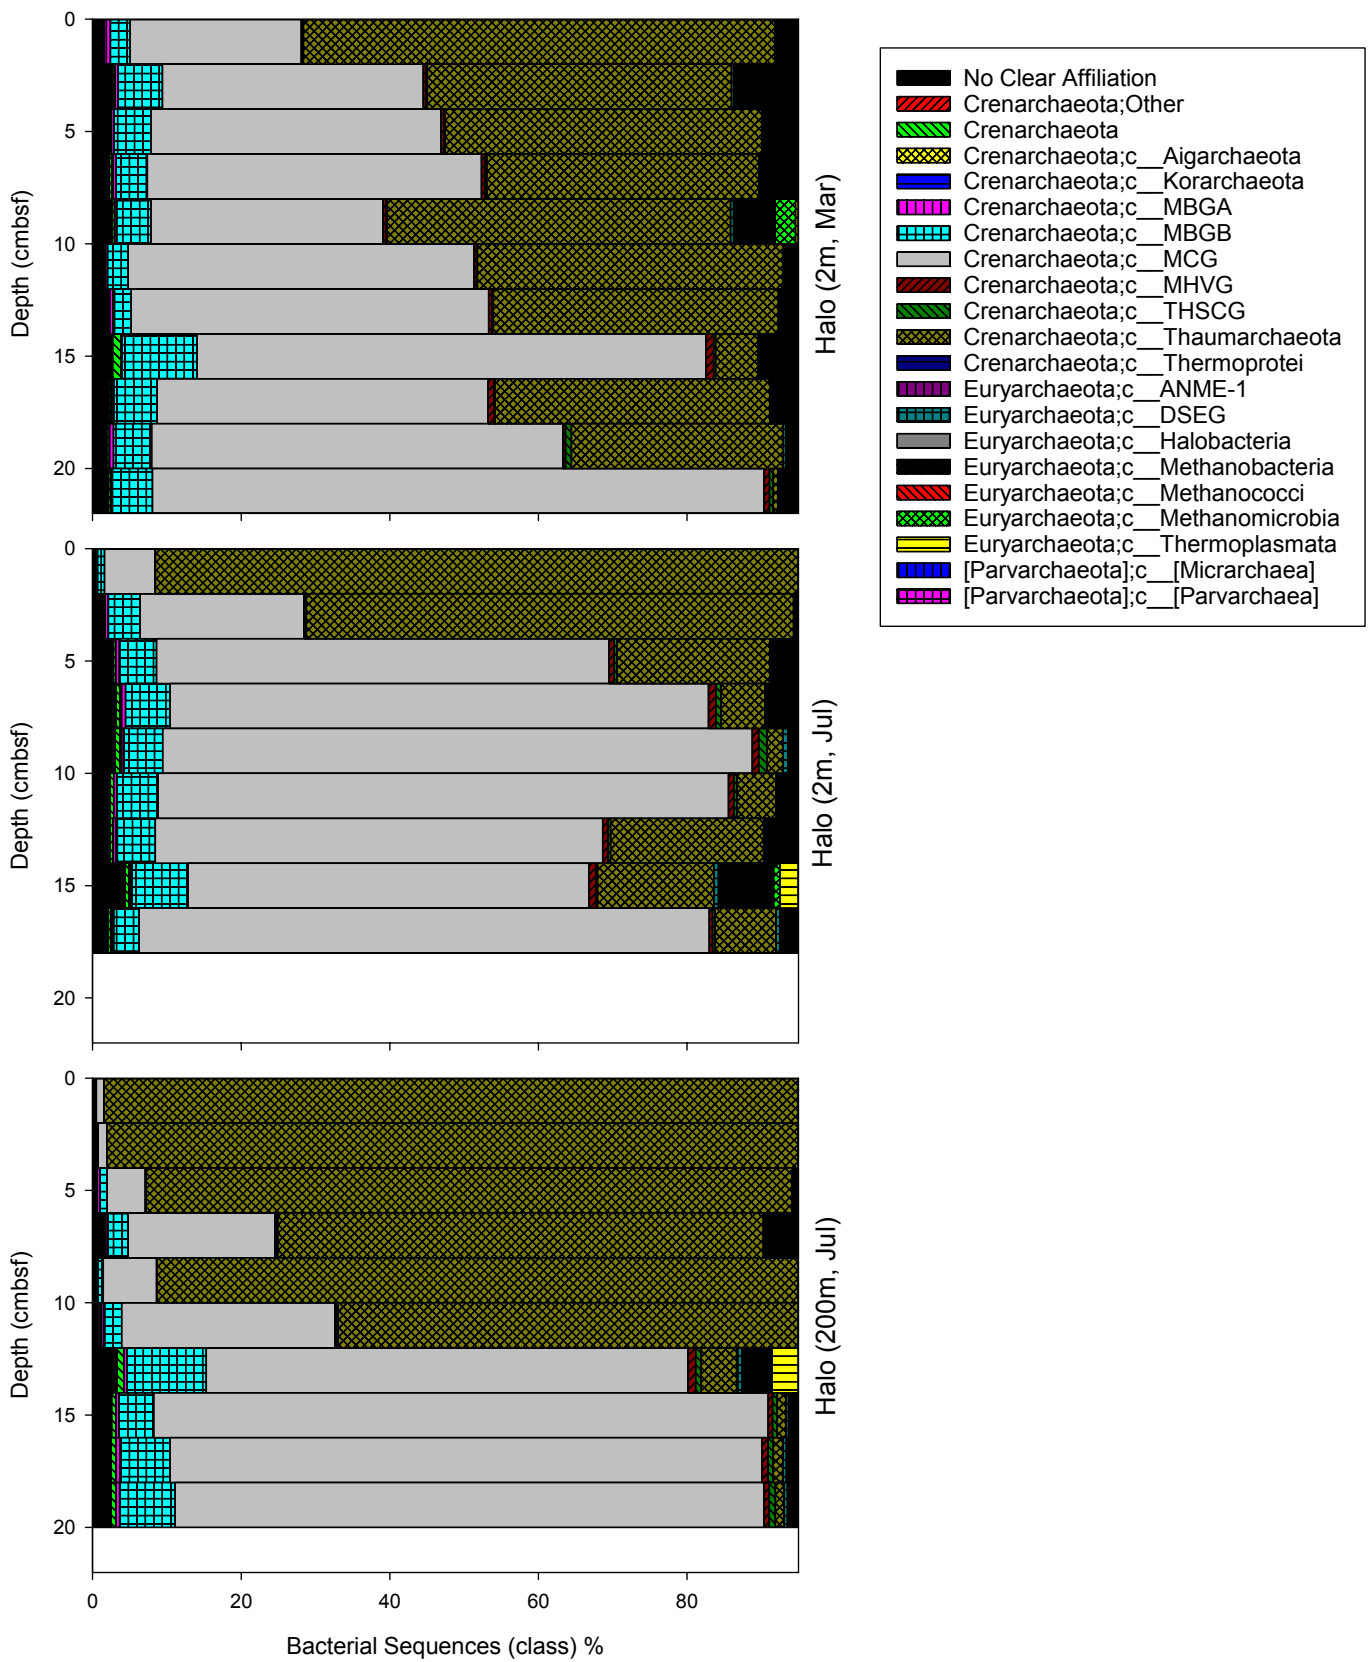 0
5
10
15
20
Depth (cmbsf)
Halo (2m, Mar)
0
5
10
15
20
Depth (cmbsf)
Halo (2m, Jul)
0
5
10
15
20
Depth (cmbsf)
Halo (200m, Jul)
0
20
40
60
80
Bacterial Sequences (class) %
No Clear Affiliation
Crenarchaeota;Other
Crenarchaeota
Crenarchaeota;c__Aigarchaeota
Crenarchaeota;c__Korarchaeota
Crenarchaeota;c__MBGA
Crenarchaeota;c__MBGB
Crenarchaeota;c__MCG
Crenarchaeota;c__MHVG
Crenarchaeota;c__THSCG
Crenarchaeota;c__Thaumarchaeota
Crenarchaeota;c__Thermoprotei
Euryarchaeota;c__ANME-1
Euryarchaeota;c__DSEG
Euryarchaeota;c__Halobacteria
Euryarchaeota;c__Methanobacteria
Euryarchaeota;c__Methanococci
Euryarchaeota;c__Methanomicrobia
Euryarchaeota;c__Thermoplasmata
[Parvarchaeota];c__[Micrarchaea]
[Parvarchaeota];c__[Parvarchaea]